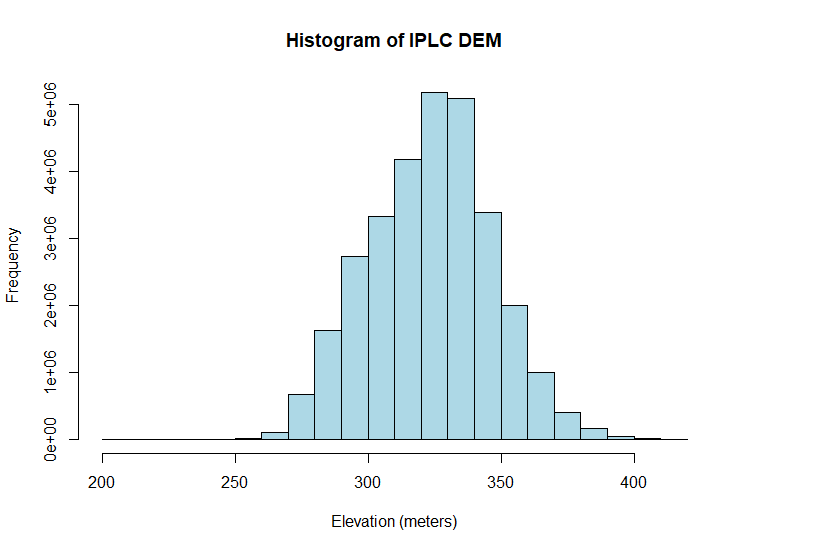 Histogram of IPLC DEM
Frequency
5e+06
4e+06
3e+06
2e+06
1e+06
0e+00
200 250 300 350 400
Elevation (meters)